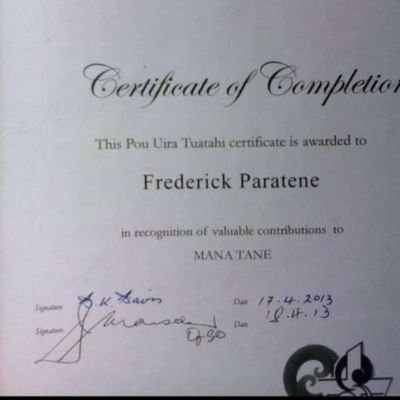 Certificate of Completion
This Pou Uira Tuatahi certificate is awarded to
Frederick Paratene
in recognition of valuable contributions to
MANA TANE
Signature Date 17.4.2013
Signature Date 18.4.13